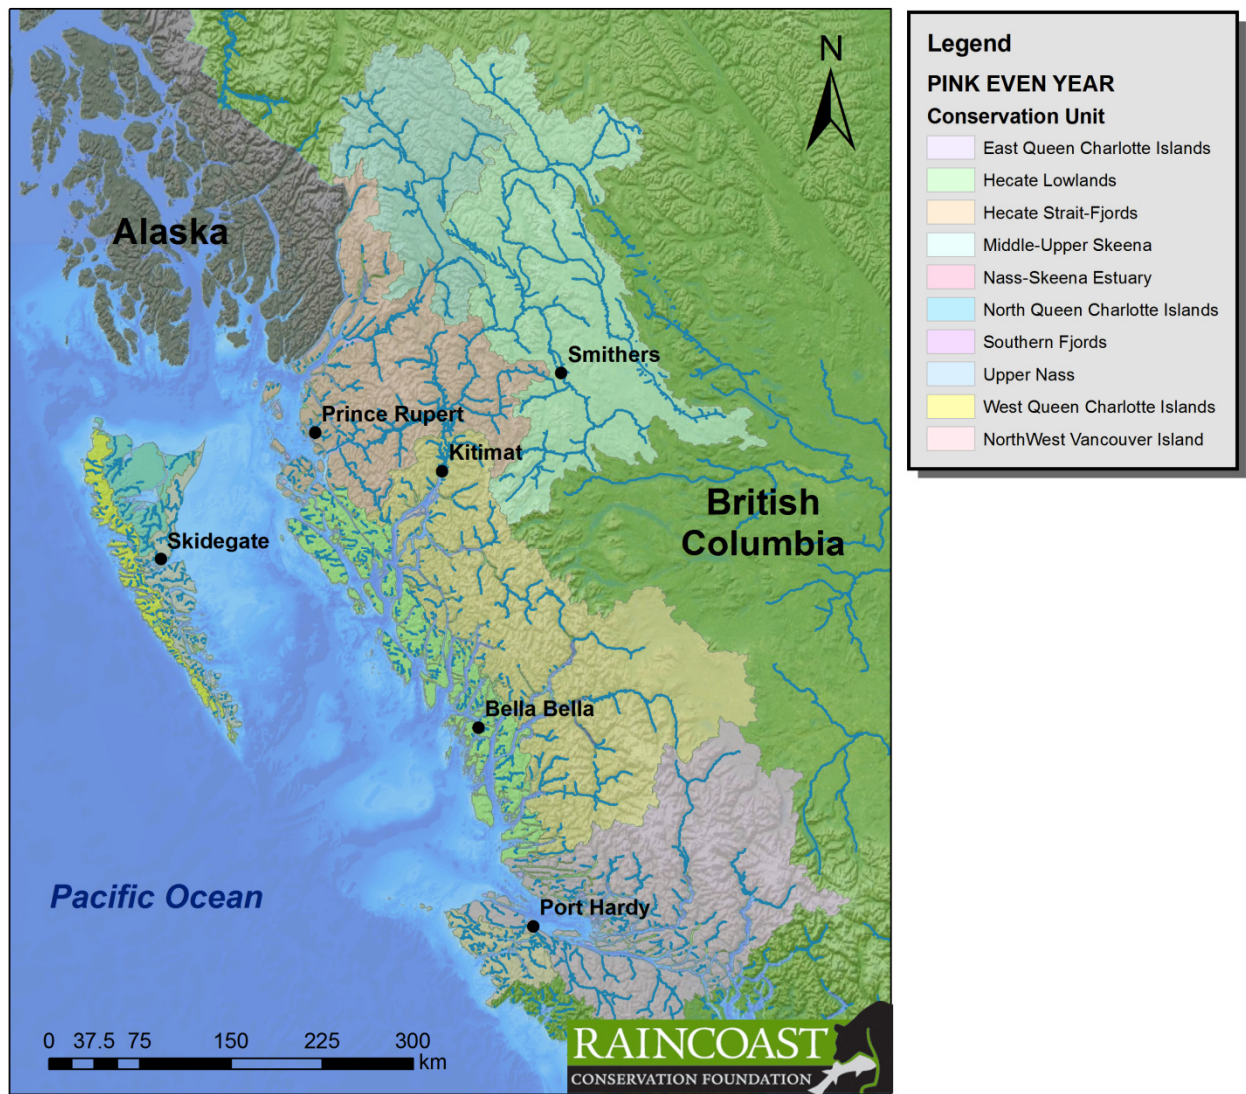 N
Alaska
Smithers
Prince Rupert
Kitimat
British
Columbia
Skidegate
Bella Bella
Pacific Ocean
Port Hardy
0 37.5 75 150 225 300
km
RAINCOAST
CONSERVATION FOUNDATION
Legend
PINK EVEN YEAR
Conservation Unit
East Queen Charlotte Islands
Hecate Lowlands
Hecate Strait-Fjords
Middle-Upper Skeena
Nass-Skeena Estuary
North Queen Charlotte Islands
Southern Fjords
Upper Nass
West Queen Charlotte Islands
NorthWest Vancouver Island